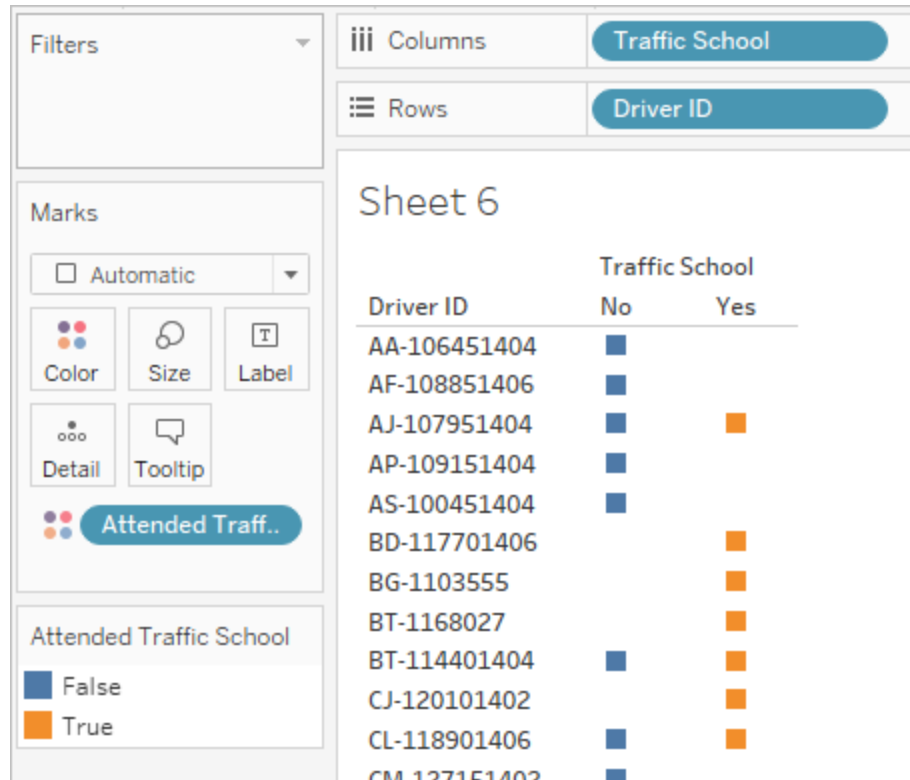 Filters
Columns
Traffic School
Rows
Driver ID
Marks
Automatic
Color
Size
T
Label
Detail
Tooltip
Attended Traff..
Attended Traffic School
False
True
Sheet 6
Traffic School
Driver ID No Yes
AA-106451404
AF-108851406
AJ-107951404
AP-109151404
AS-100451404
BD-117701406
BG-1103555
BT-1168027
BT-114401404
CJ-120101402
CL-118901406